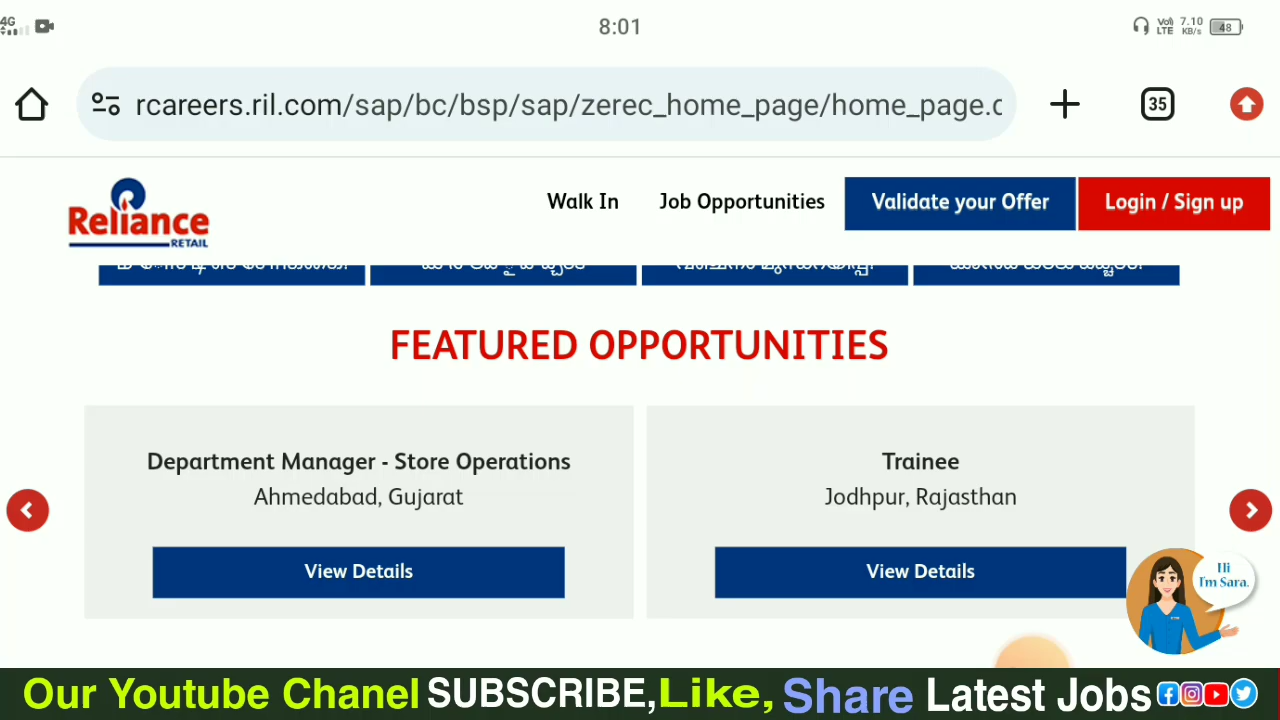 4G 8:01 VoI) LTE 7.10 KB/s 48
rcareers.ril.com/sap/bc/bsp/sap/zerec_home_page/home_page.c 35
Reliance
RETAIL
Walk In Job Opportunities Validate your Offer Login / Sign up
FEATURED OPPORTUNITIES
Department Manager - Store Operations
Ahmedabad, Gujarat
View Details
Trainee
Jodhpur, Rajasthan
View Details
Hi
I'm Sara.
Our Youtube Chanel SUBSCRIBE, Like, Share Latest Jobs